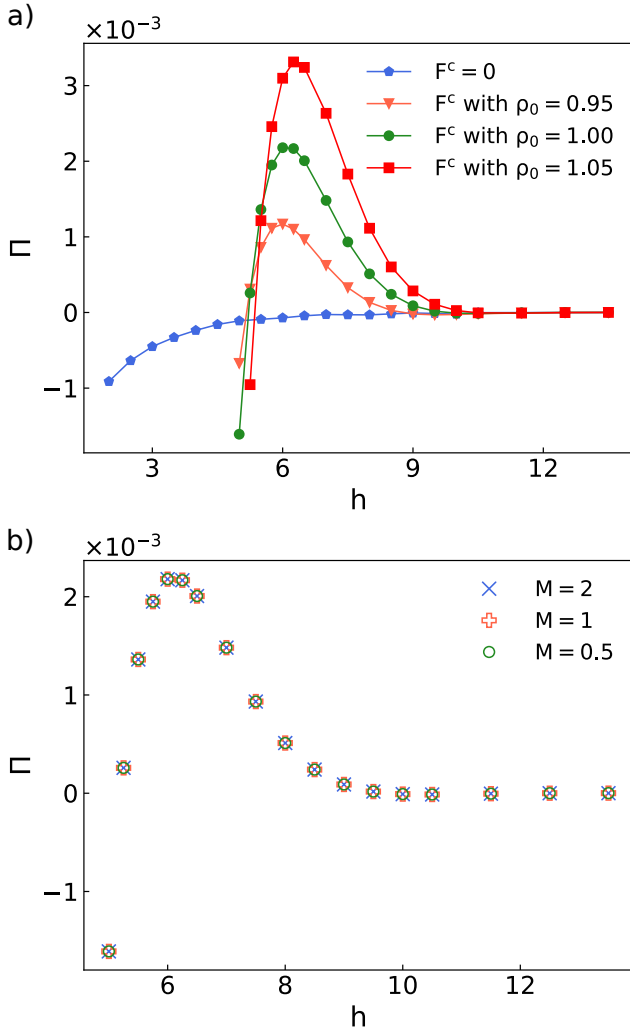 a)
×10⁻³
3
2
1
0
−1
Π
F^c = 0
F^c with ρ₀ = 0.95
F^c with ρ₀ = 1.00
F^c with ρ₀ = 1.05
3 6 9 12
h
b)
×10⁻³
2
1
0
−1
Π
M = 2
M = 1
M = 0.5
6 8 10 12
h